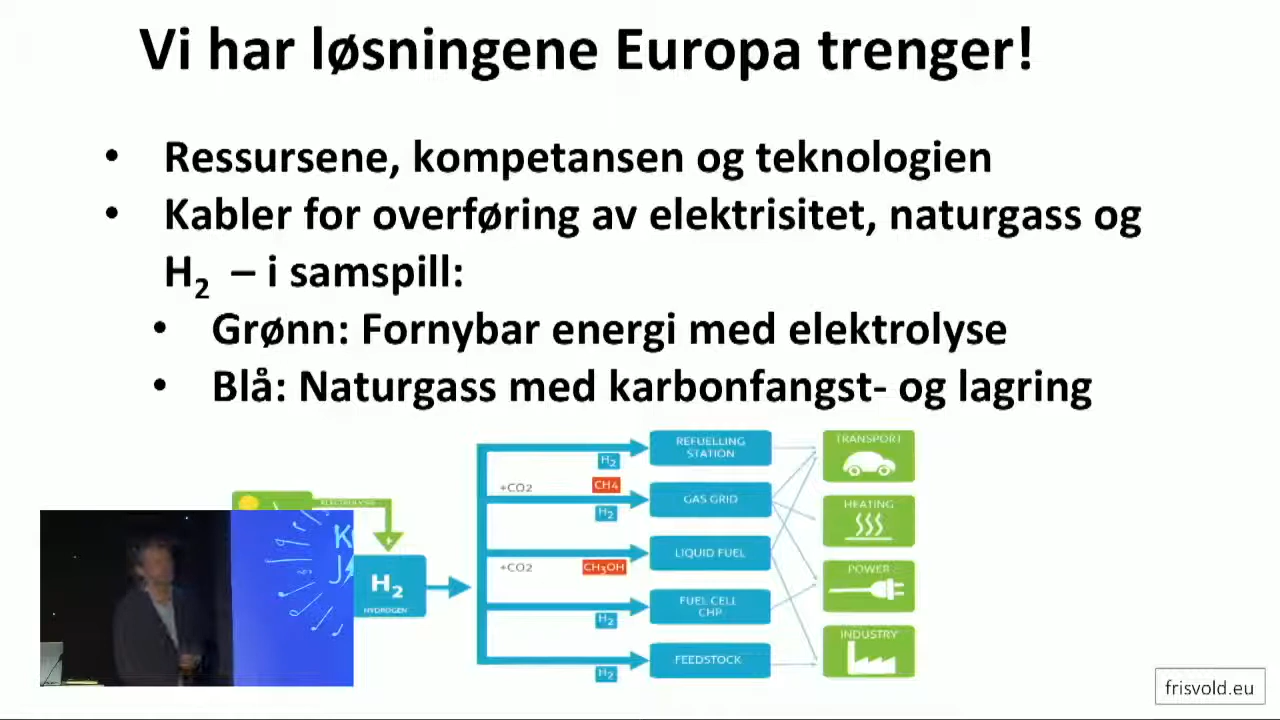 Vi har løsningene Europa trenger!
• Ressursene, kompetansen og teknologien
• Kabler for overføring av elektrisitet, naturgass og
H₂ – i samspill:
• Grønn: Fornybar energi med elektrolyse
• Blå: Naturgass med karbonfangst- og lagring
ELECTROLYSIS
H₂
HYDROGEN
H₂
+CO2 CH4
H₂
+CO2 CH₃OH
H₂
H₂
REFUELLING
STATION
GAS GRID
LIQUID FUEL
FUEL CELL
CHP
FEEDSTOCK
TRANSPORT
HEATING
POWER
INDUSTRY
frisvold.eu